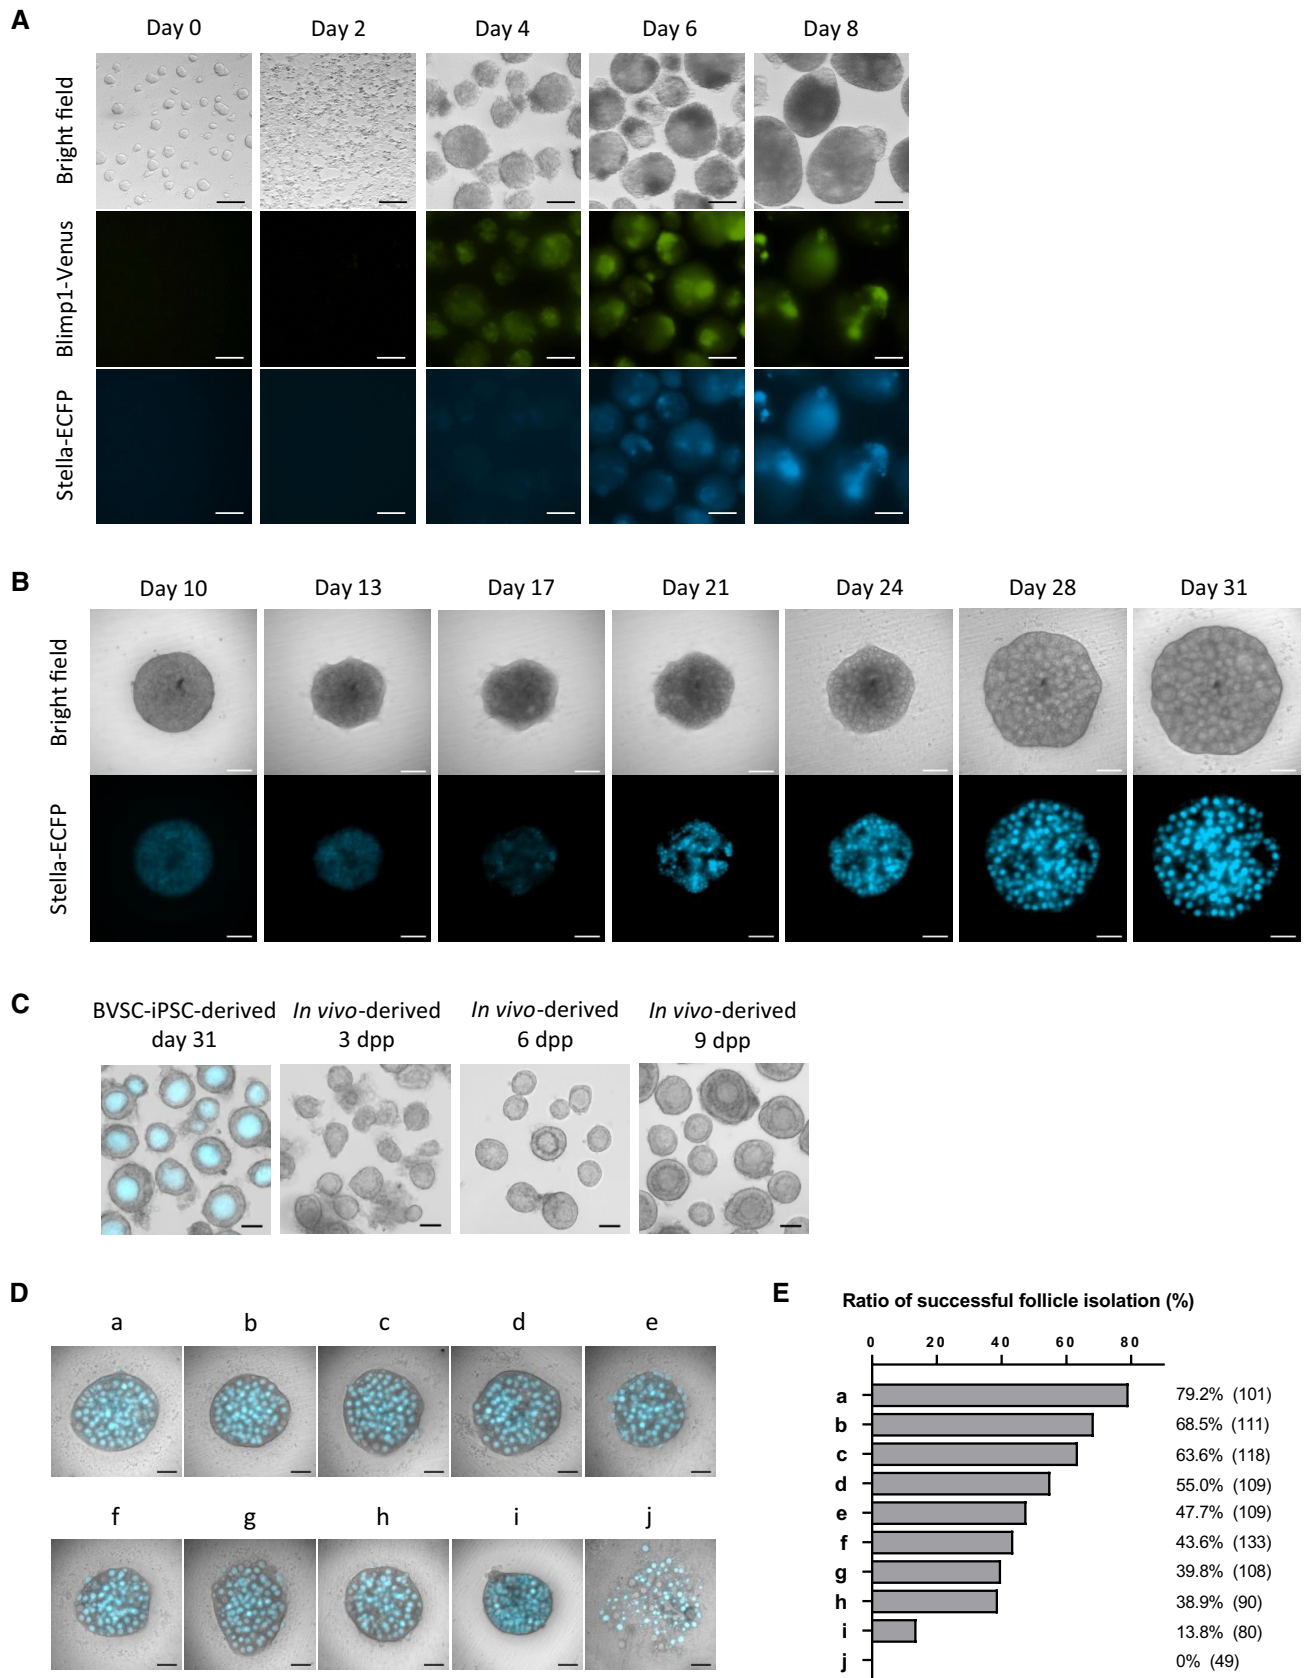 A
Day 0 Day 2 Day 4 Day 6 Day 8
Bright field
Blimp1-Venus
Stella-ECFP
B
Day 10 Day 13 Day 17 Day 21 Day 24 Day 28 Day 31
Bright field
Stella-ECFP
C
BVSC-iPSC-derived In vivo-derived In vivo-derived In vivo-derived
day 31 3 dpp 6 dpp 9 dpp
D
a b c d e
f g h i j
E
Ratio of successful follicle isolation (%)
0 20 40 60 80
a 79.2% (101)
b 68.5% (111)
c 63.6% (118)
d 55.0% (109)
e 47.7% (109)
f 43.6% (133)
g 39.8% (108)
h 38.9% (90)
i 13.8% (80)
j 0% (49)